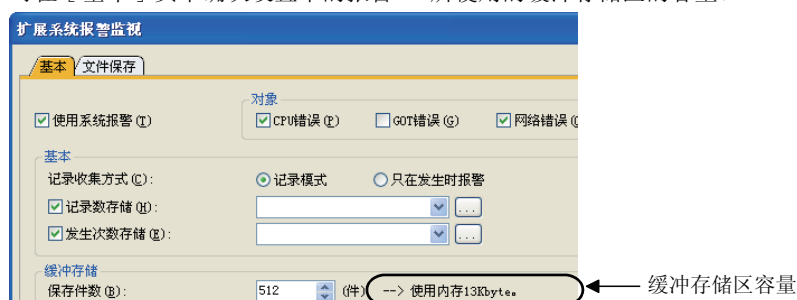 扩展系统报警监视
基本 文件保存
对象
使用系统报警(I) CPU错误(P) GOT错误(G) 网络错误(
基本
记录收集方式(C): 记录模式 只在发生时报警
记录数存储(H): ...
发生次数存储(E): ...
缓冲存储
保存件数(B): 512 (件) --> 使用内存13Kbyte。 缓冲存储区容量